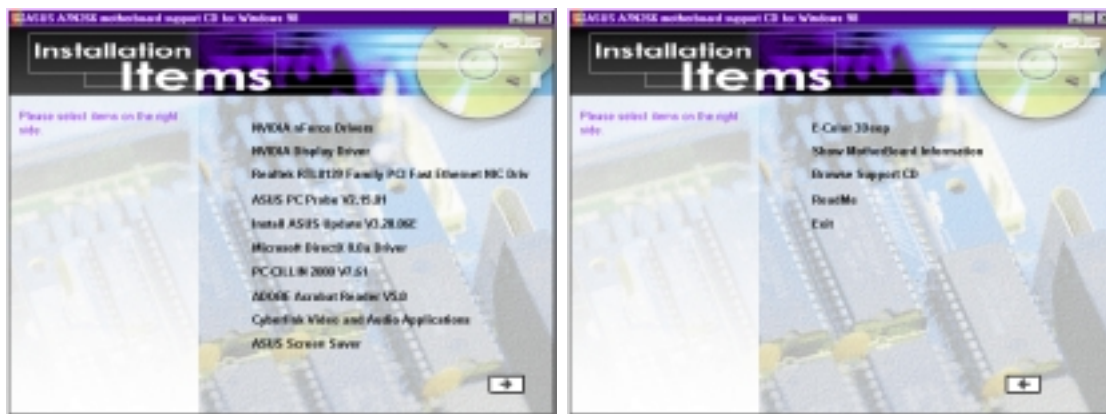 ASUS A7N266 motherboard support CD for Windows 98
Installation
Items
Please select items on the right
side.
NVIDIA nForce Drivers
NVIDIA Display Driver
Realtek RTL8139 Family PCI Fast Ethernet NIC Driv
ASUS PC Probe V2.15.01
Install ASUS Update V3.28.06E
Microsoft DirectX 8.0a Driver
PC-CILLIN 2000 V7.61
ADOBE Acrobat Reader V5.0
Cyberlink Video and Audio Applications
ASUS Screen Saver
ASUS A7N266 motherboard support CD for Windows 98
Installation
Items
Please select items on the right
side.
E-Color 3Deep
Show MotherBoard Information
Browse Support CD
ReadMe
Exit